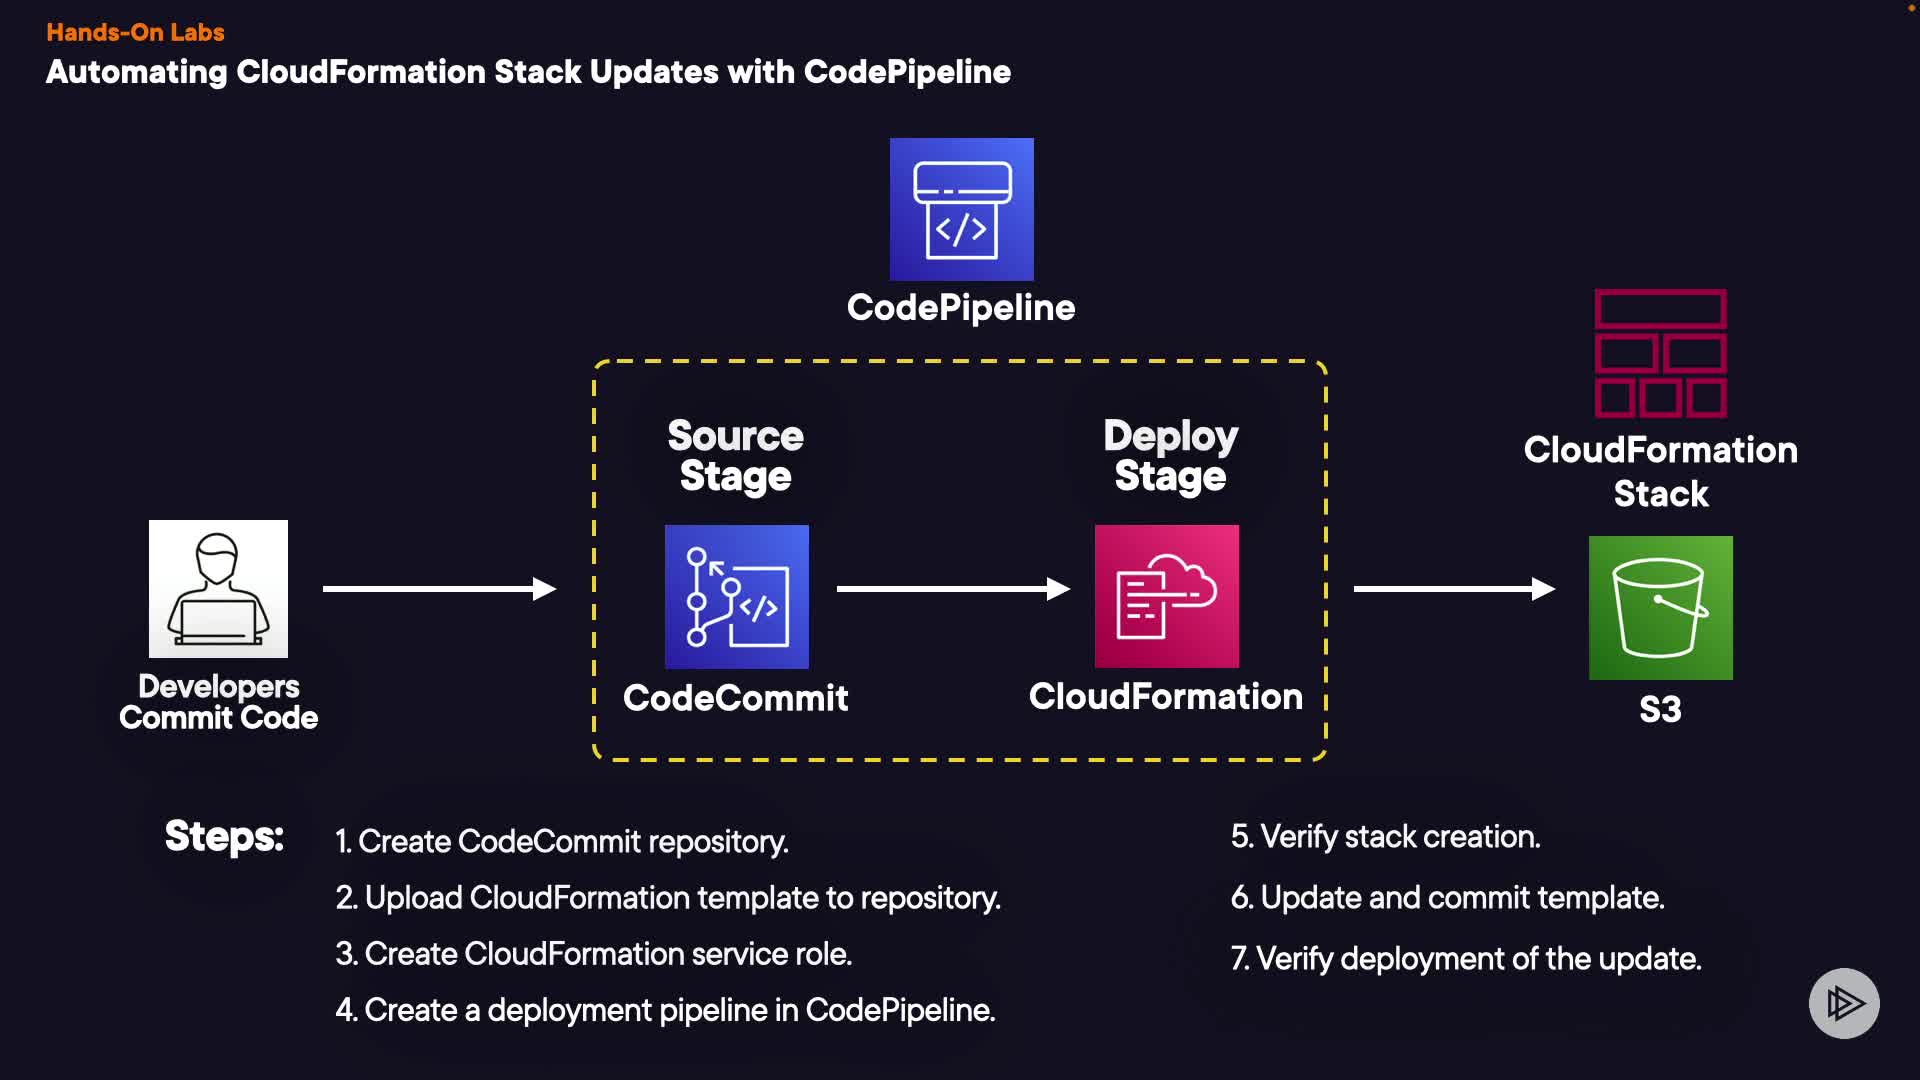 Hands-On Labs
Automating CloudFormation Stack Updates with CodePipeline
</>
CodePipeline
Source
Stage
Deploy
Stage
CloudFormation
Stack
</>
Developers
Commit Code
CodeCommit
CloudFormation
S3
Steps:
1. Create CodeCommit repository.
2. Upload CloudFormation template to repository.
3. Create CloudFormation service role.
4. Create a deployment pipeline in CodePipeline.
5. Verify stack creation.
6. Update and commit template.
7. Verify deployment of the update.